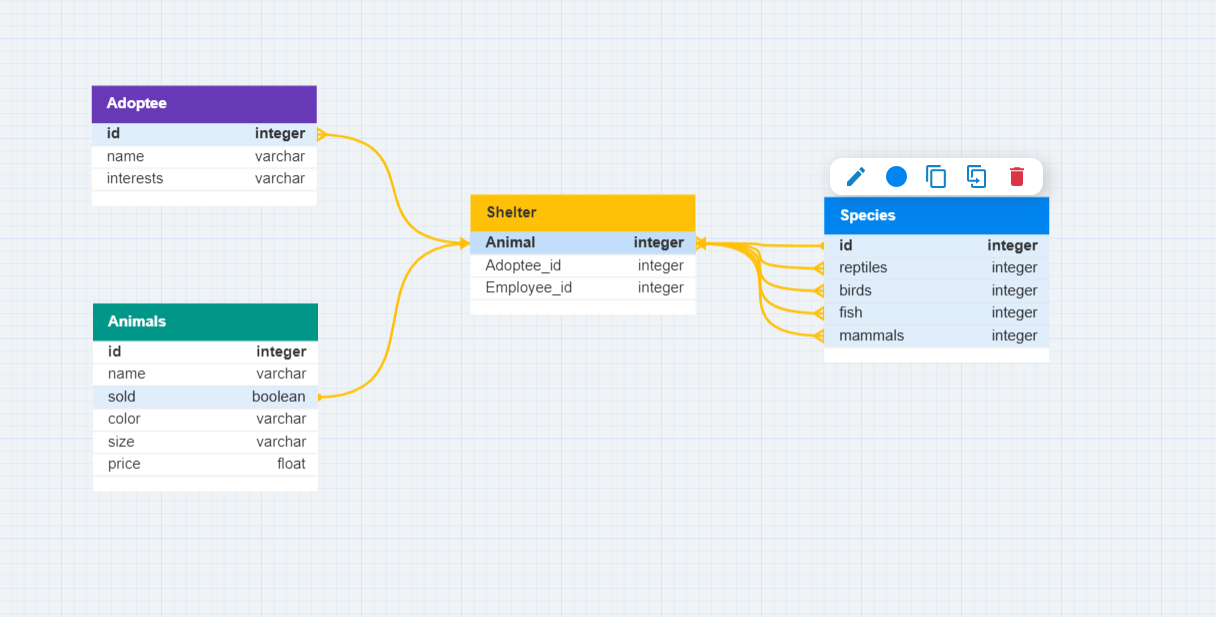 Adoptee
id integer
name varchar
interests varchar
Animals
id integer
name varchar
sold boolean
color varchar
size varchar
price float
Shelter
Animal integer
Adoptee_id integer
Employee_id integer
Species
id integer
reptiles integer
birds integer
fish integer
mammals integer